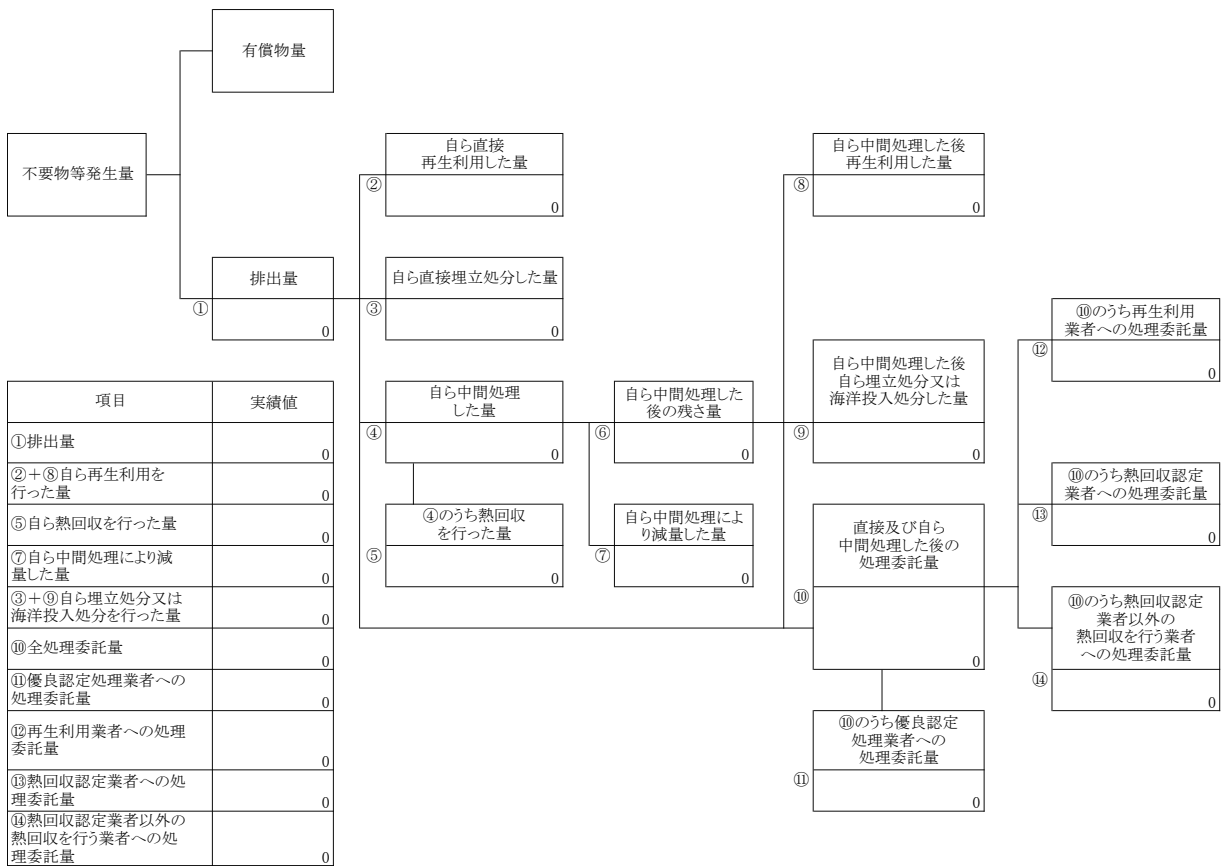 有償物量
不要物等発生量
自ら直接
再生利用した量
②
0
自ら中間処理した後
再生利用した量
⑧
0
排出量
①
0
自ら直接埋立処分した量
③
0
⑩のうち再生利用
業者への処理委託量
⑫
0
自ら中間処理
した量
④
0
自ら中間処理した
後の残さ量
⑥
0
自ら中間処理した後
自ら埋立処分又は
海洋投入処分した量
⑨
0
⑩のうち熱回収認定
業者への処理委託量
⑬
0
④のうち熱回収
を行った量
⑤
0
自ら中間処理によ
り減量した量
⑦
0
直接及び自ら
中間処理した後の
処理委託量
⑩
0
⑩のうち熱回収認定
業者以外の
熱回収を行う業者
への処理委託量
⑭
0
⑩のうち優良認定
処理業者への
処理委託量
⑪
0
項目 実績値
①排出量
0
②＋⑧自ら再生利用を
行った量 0
⑤自ら熱回収を行った量
0
⑦自ら中間処理により減
量した量 0
③＋⑨自ら埋立処分又は
海洋投入処分を行った量 0
⑩全処理委託量
0
⑪優良認定処理業者への
処理委託量 0
⑫再生利用業者への処理
委託量
0
⑬熱回収認定業者への処
理委託量 0
⑭熱回収認定業者以外の
熱回収を行う業者への処
理委託量 0